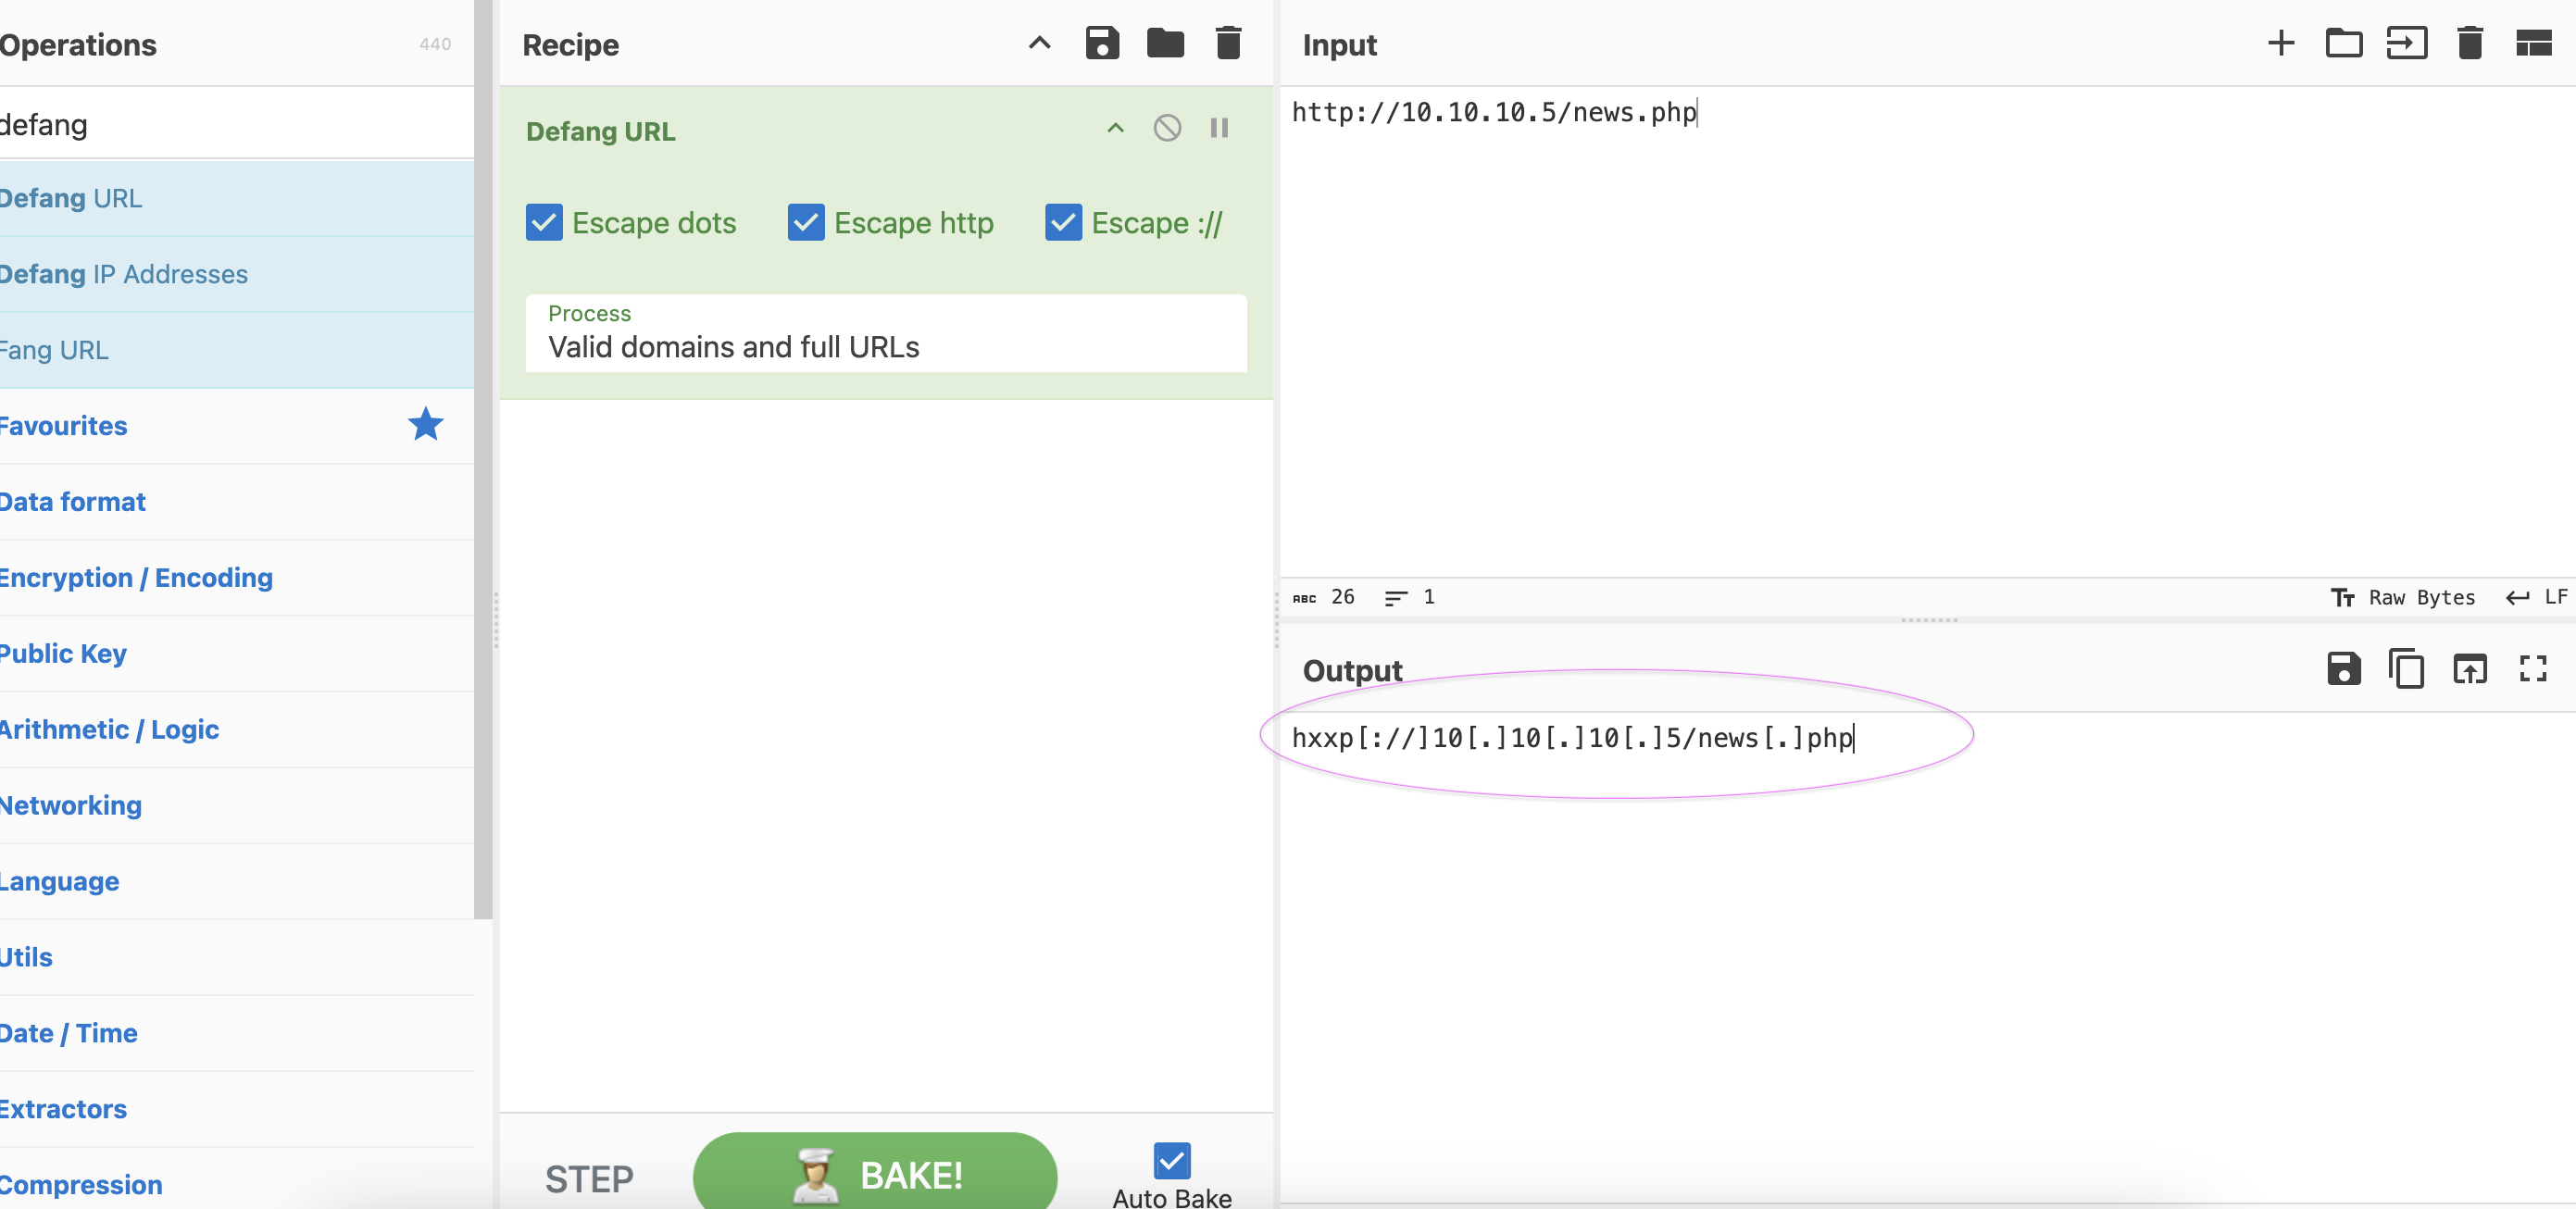 Operations 440
defang
Defang URL
Defang IP Addresses
Fang URL
Favourites
Data format
Encryption / Encoding
Public Key
Arithmetic / Logic
Networking
Language
Utils
Date / Time
Extractors
Compression
Recipe
Defang URL
Escape dots Escape http Escape ://
Process
Valid domains and full URLs
STEP BAKE!
Auto Bake
Input
http://10.10.10.5/news.php
ABC 26 1 Tт Raw Bytes LF
Output
hxxp[://]10[.]10[.]10[.]5/news[.]php